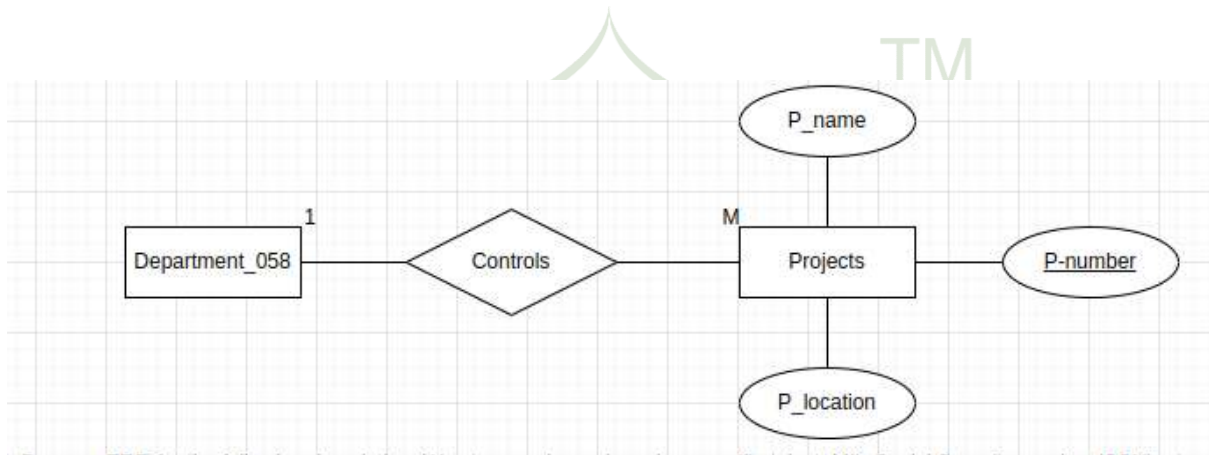 TM
P_name
1
M
Department_058
Controls
Projects
P-number
P_location